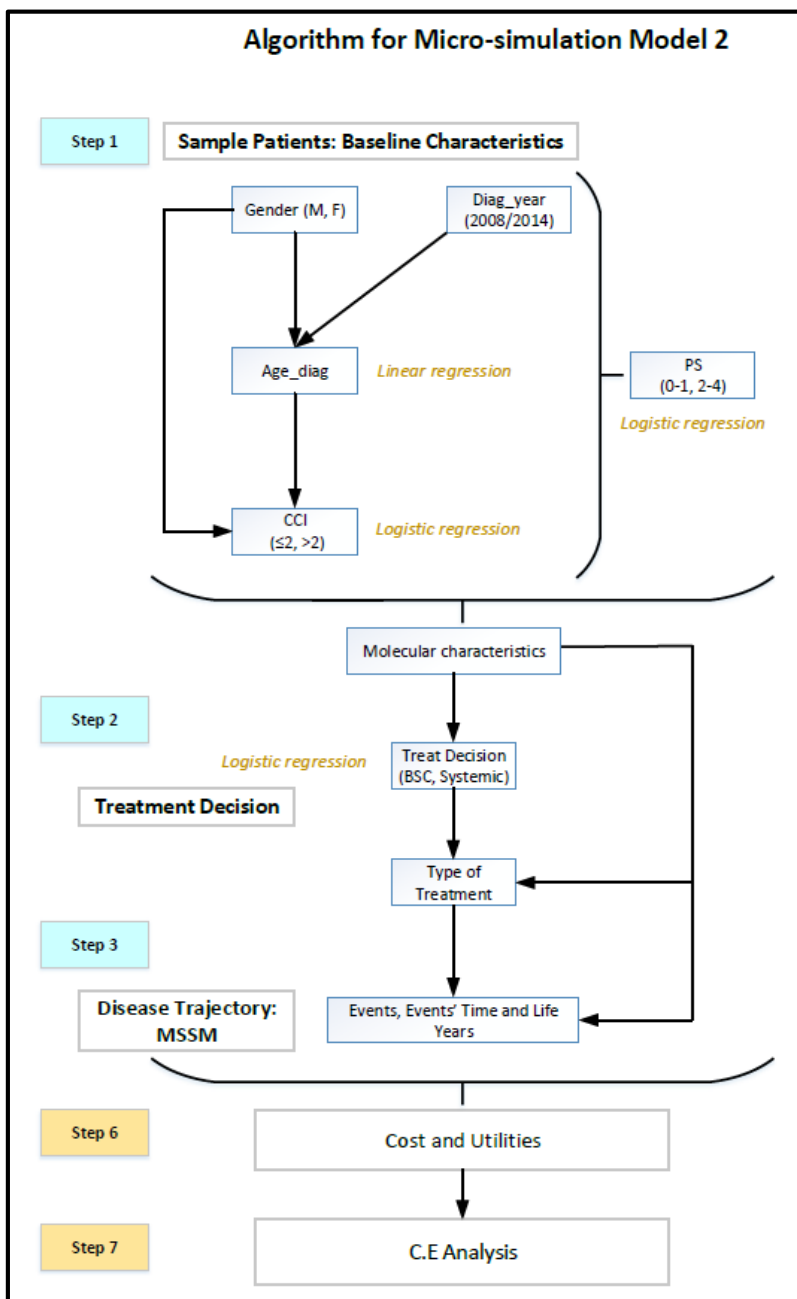 Algorithm for Micro-simulation Model 2
Step 1
Sample Patients: Baseline Characteristics
Gender (M, F)
Diag_year
(2008/2014)
Age_diag
Linear regression
PS
(0-1, 2-4)
Logistic regression
CCI
(≤2, >2)
Logistic regression
Molecular characteristics
Step 2
Logistic regression
Treat Decision
(BSC, Systemic)
Treatment Decision
Type of
Treatment
Step 3
Disease Trajectory:
MSSM
Events, Events' Time and Life
Years
Step 6
Cost and Utilities
Step 7
C.E Analysis